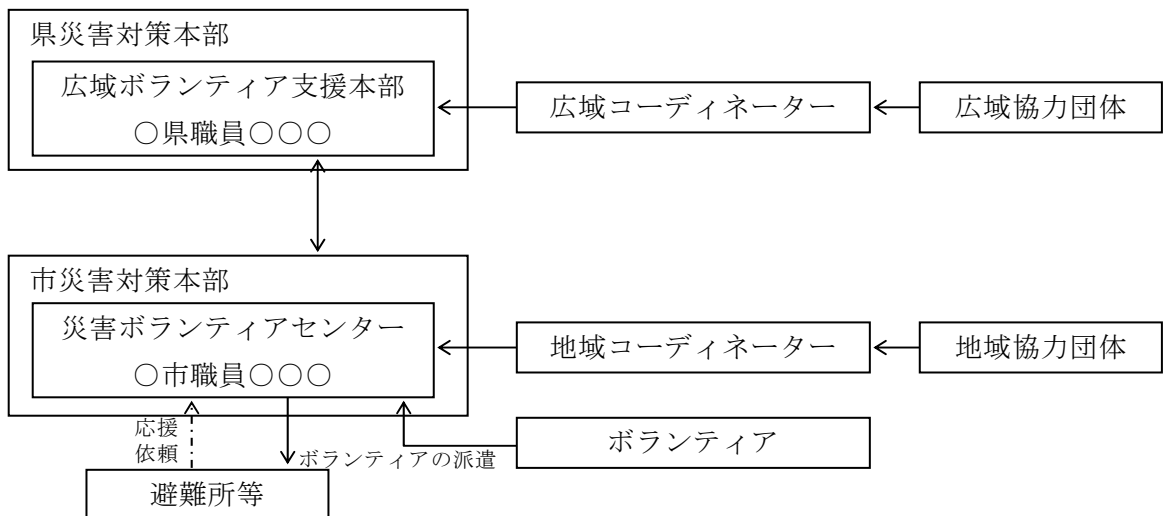 県災害対策本部
広域ボランティア支援本部
○県職員○○○
広域コーディネーター
広域協力団体
市災害対策本部
災害ボランティアセンター
○市職員○○○
地域コーディネーター
地域協力団体
応援
依頼
ボランティアの派遣
ボランティア
避難所等